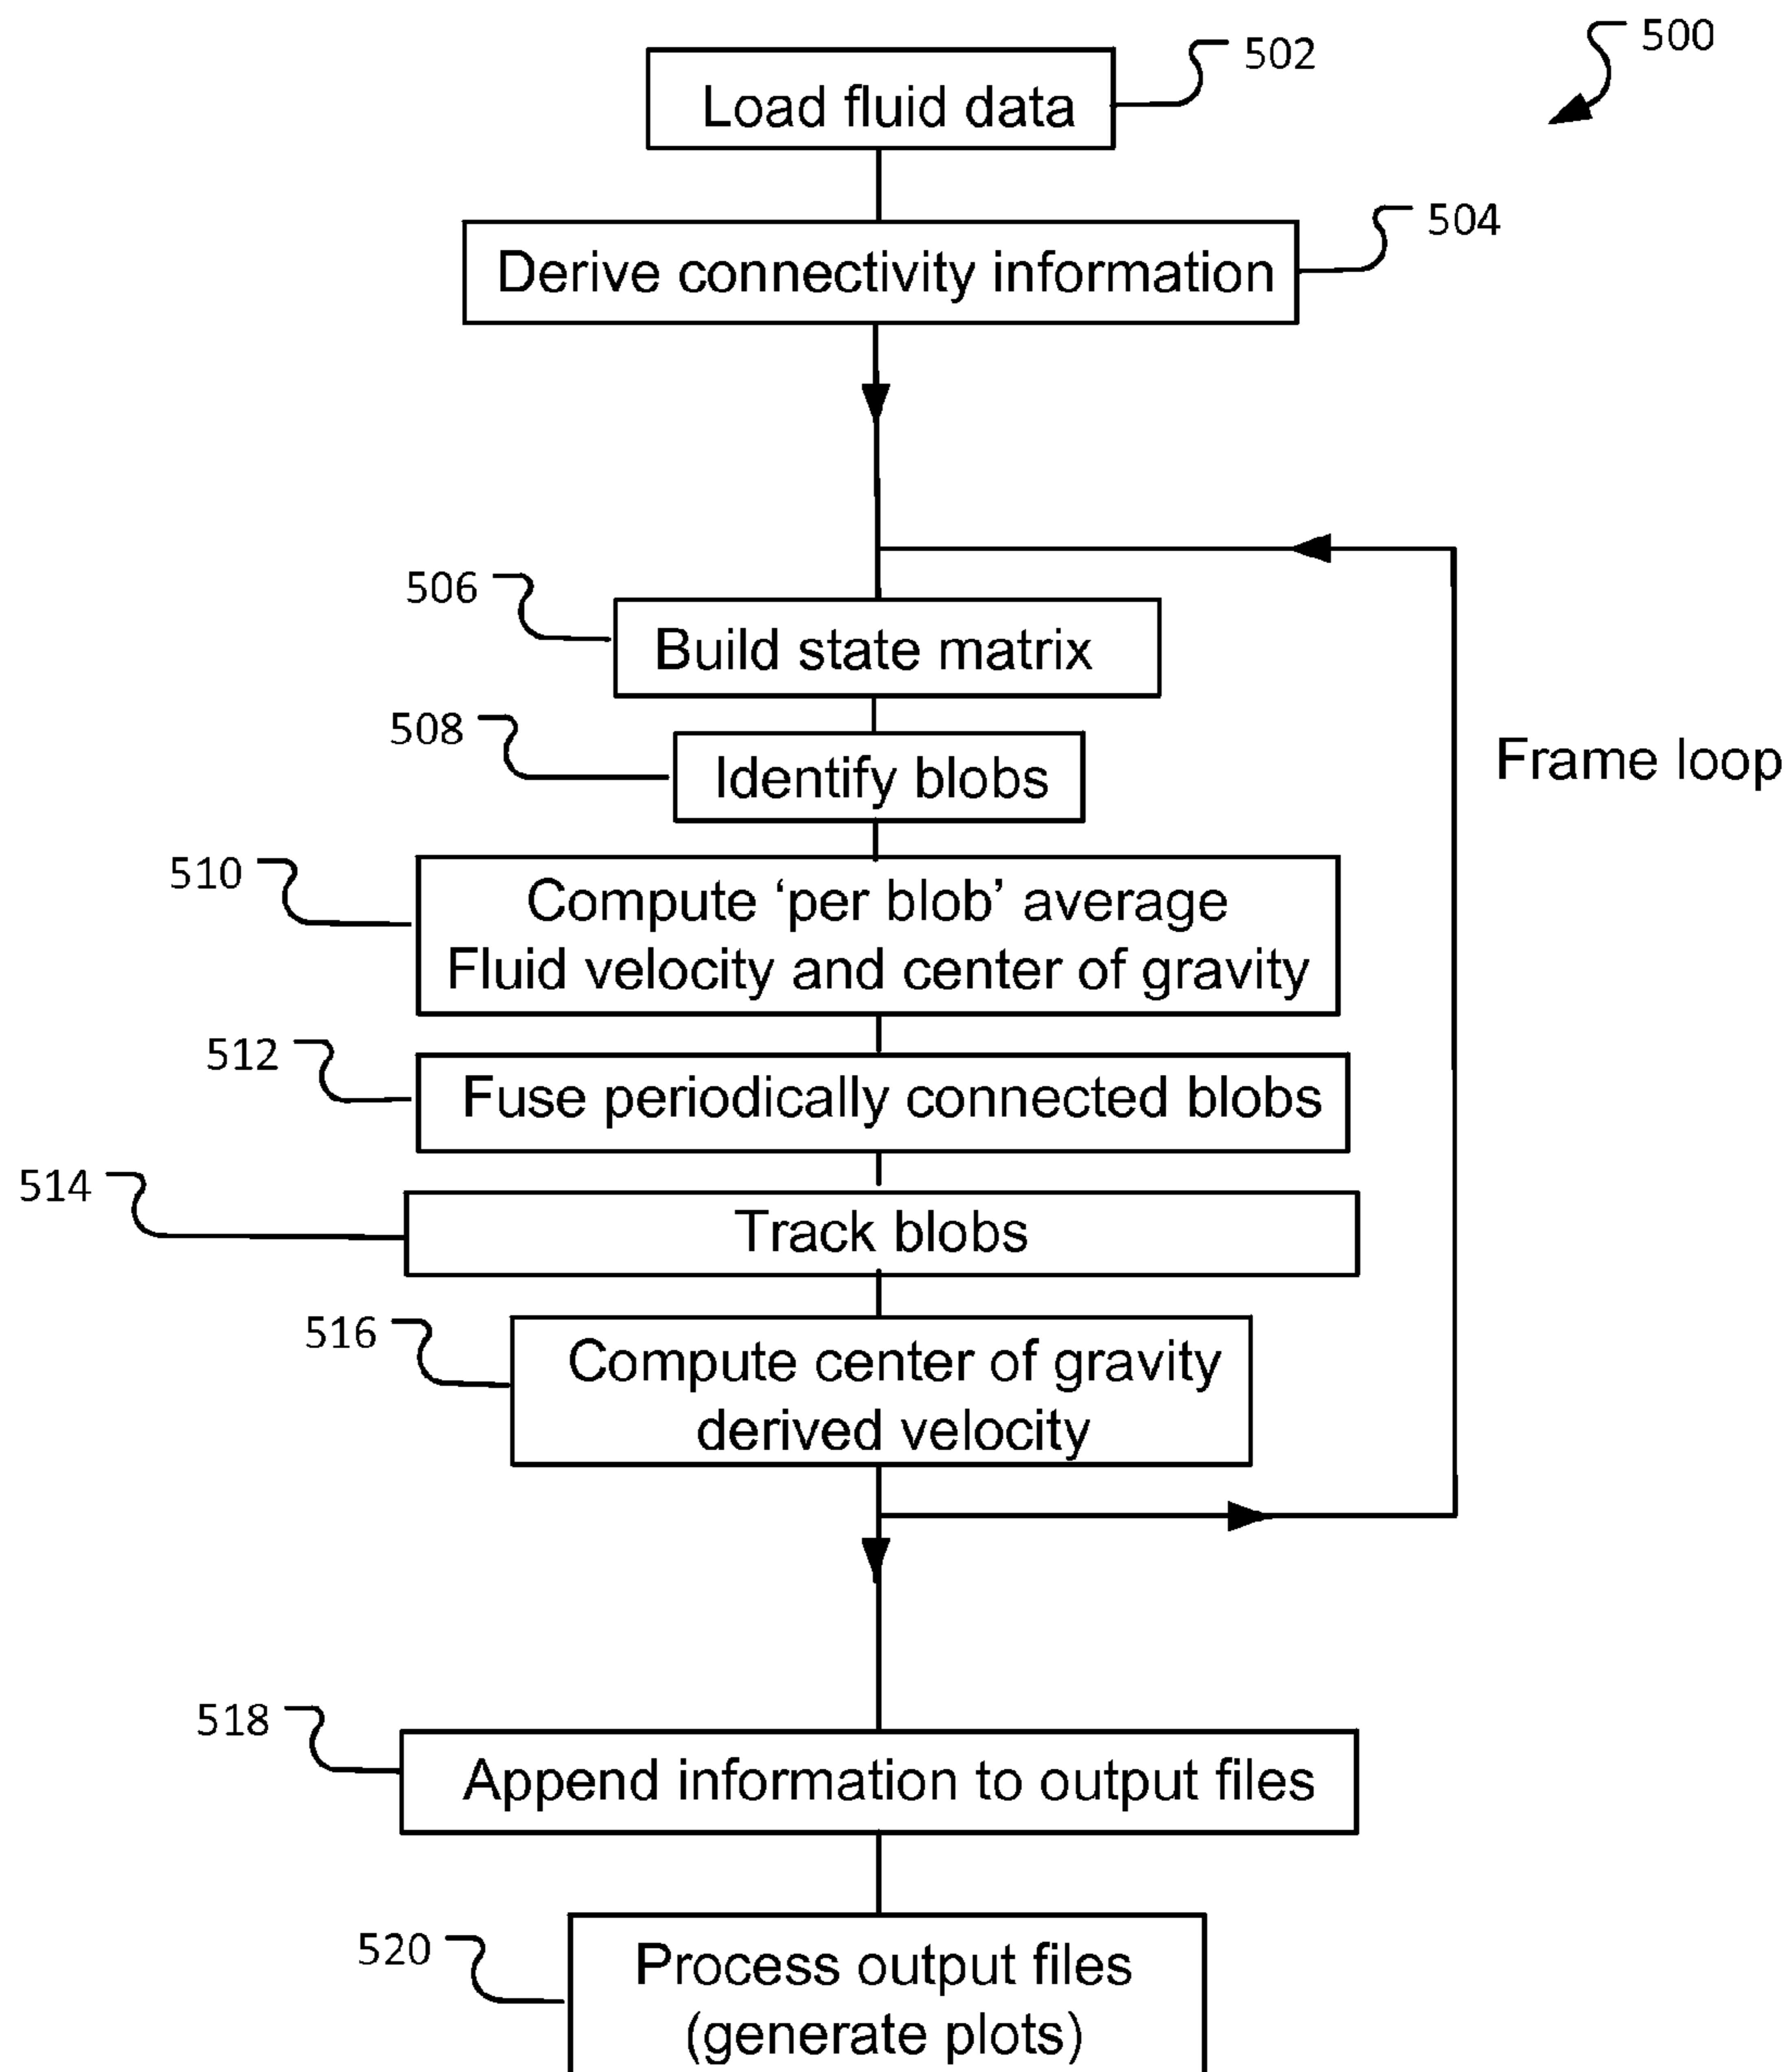 500
502
Load fluid data
504
Derive connectivity information
506
Build state matrix
508
Identify blobs
Frame loop
510
Compute ‘per blob’ average
Fluid velocity and center of gravity
512
Fuse periodically connected blobs
514
Track blobs
516
Compute center of gravity
derived velocity
518
Append information to output files
520
Process output files
(generate plots)